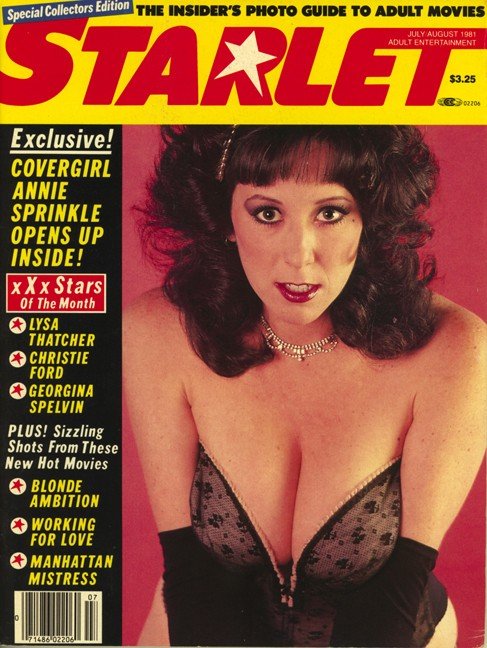 Special Collectors Edition
THE INSIDER'S PHOTO GUIDE TO ADULT MOVIES
STARLET
JULY/AUGUST 1981
ADULT ENTERTAINMENT
$3.25
02206
Exclusive!
COVERGIRL
ANNIE
SPRINKLE
OPENS UP
INSIDE!
xXx Stars
Of The Month
LYSA
THATCHER
CHRISTIE
FORD
GEORGINA
SPELVIN
PLUS! Sizzling
Shots From These
New Hot Movies
BLONDE
AMBITION
WORKING
FOR LOVE
MANHATTAN
MISTRESS
07
0
71486 02206